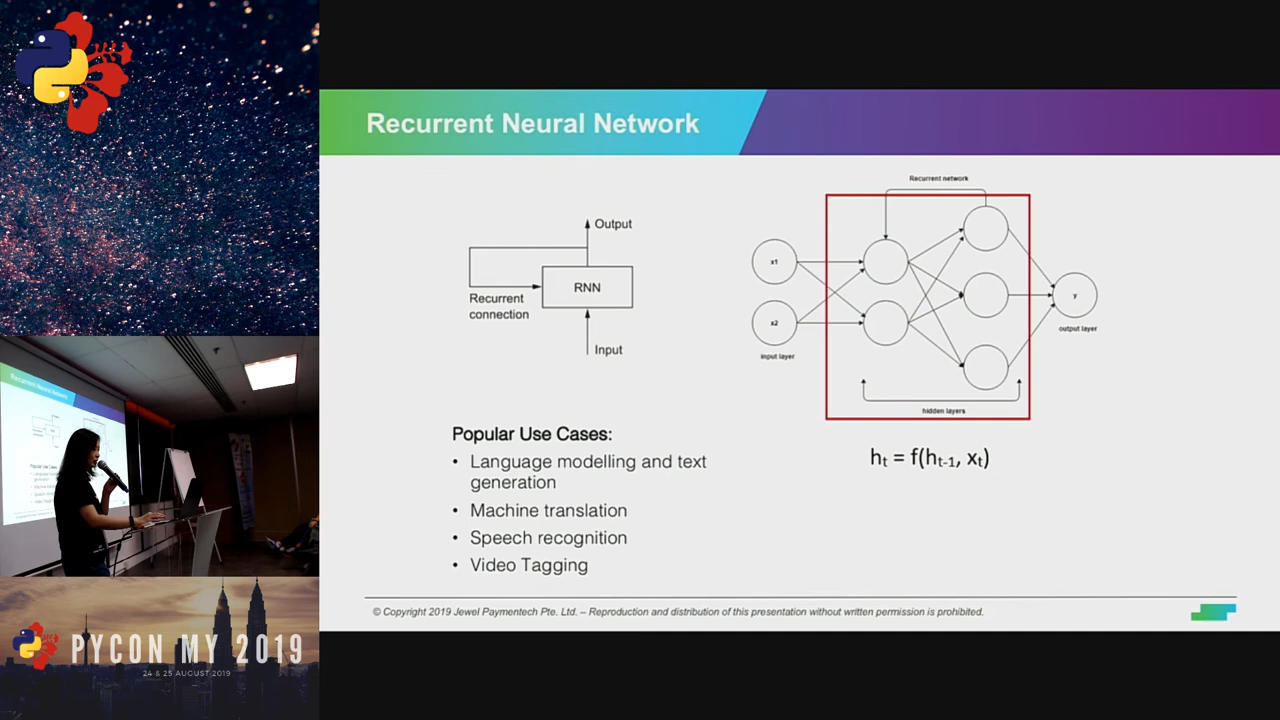 Recurrent Neural Network
Output
RNN
Recurrent
connection
Input
Recurrent network
x1
x2
y
input layer
output layer
hidden layers
hₜ = f(hₜ₋₁, xₜ)
Popular Use Cases:
• Language modelling and text
generation
• Machine translation
• Speech recognition
• Video Tagging
© Copyright 2019 Jewel Paymentech Pte. Ltd. – Reproduction and distribution of this presentation without written permission is prohibited.
Recurrent Neural Network
PYCON MY 2019
24 & 25 AUGUST 2019